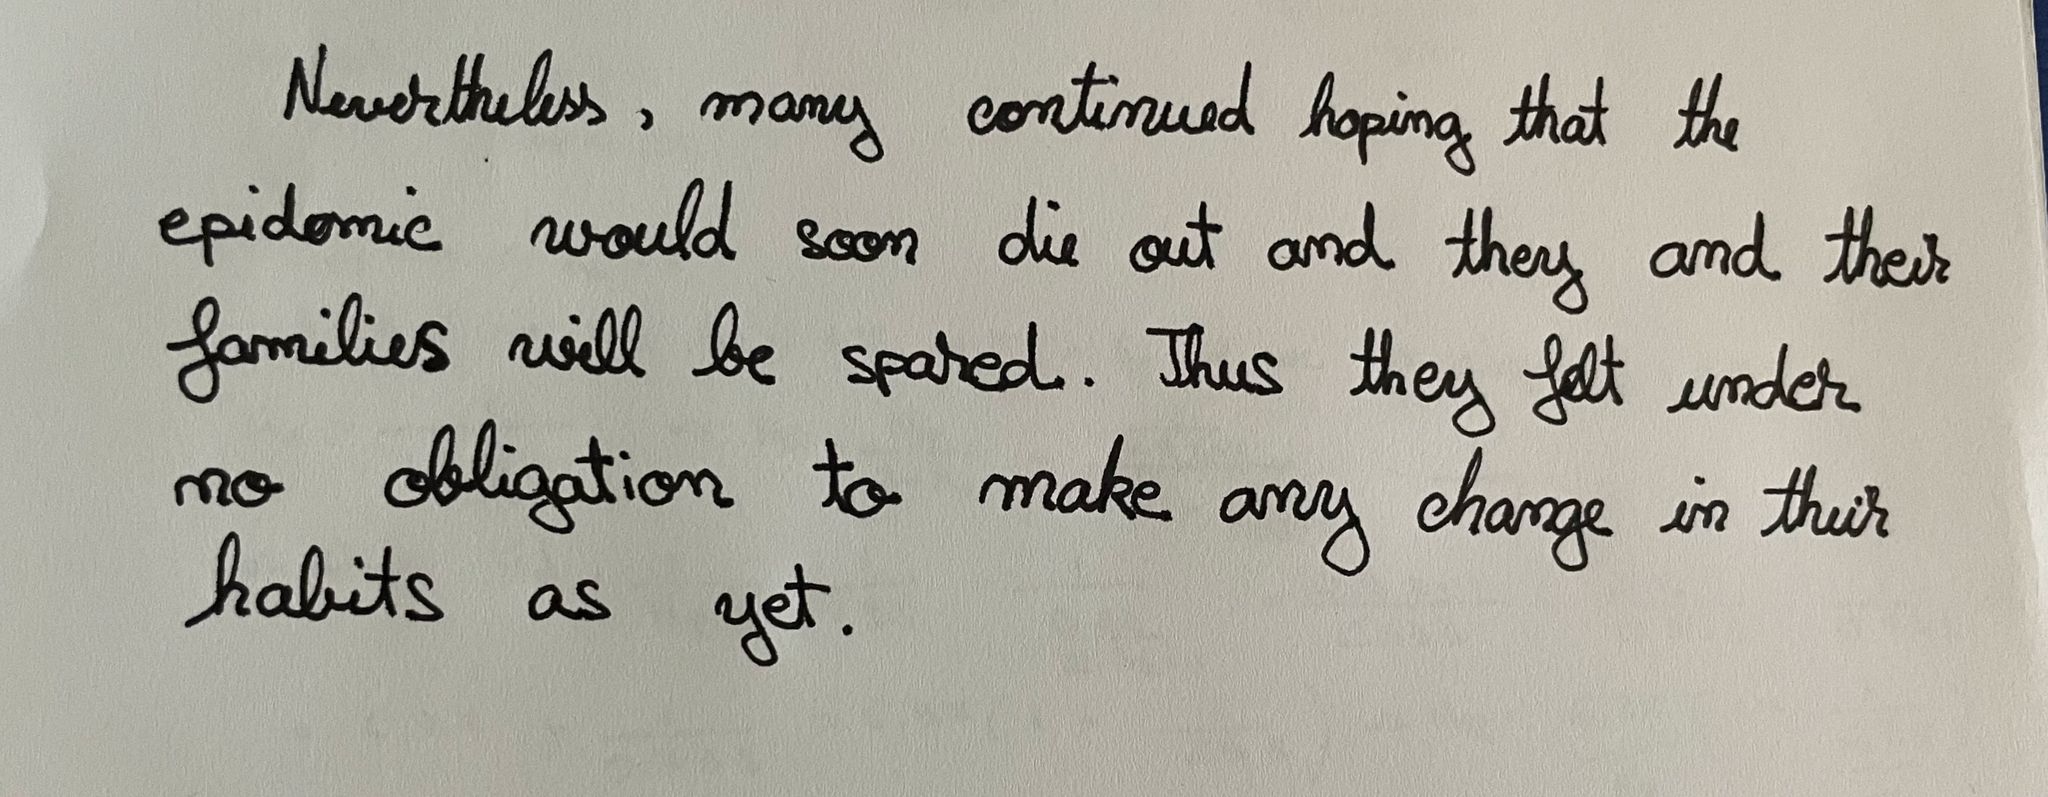 Nevertheless, many continued hoping that the
epidemic would soon die out and they and their
families will be spared. Thus they felt under
no obligation to make any change in their
habits as yet.